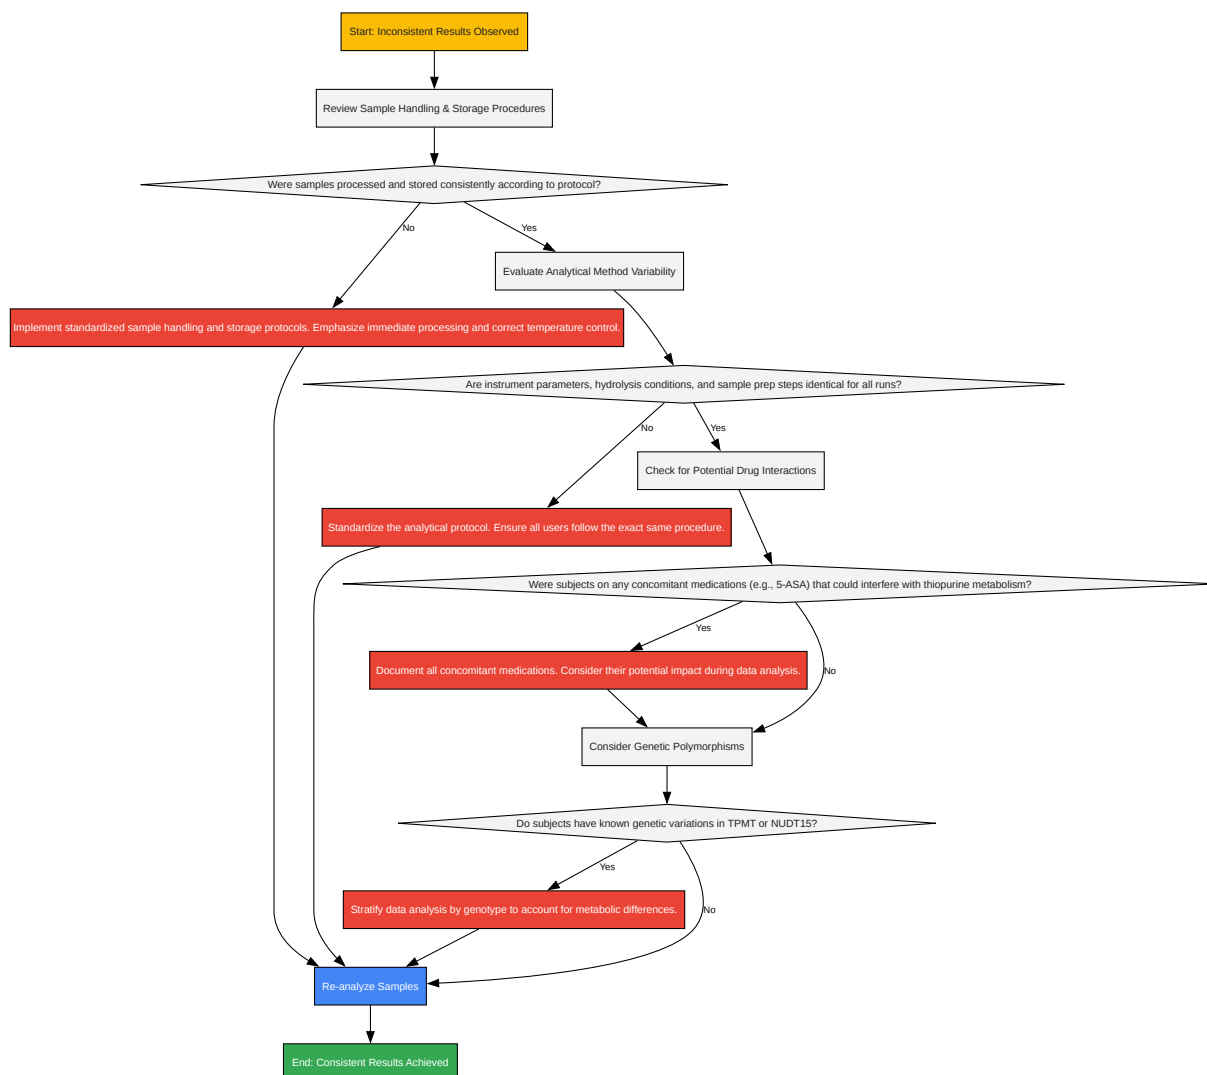 Start: Inconsistent Results Observed
Review Sample Handling & Storage Procedures
Were samples processed and stored consistently according to protocol?
No
Yes
Evaluate Analytical Method Variability
Implement standardized sample handling and storage protocols. Emphasize immediate processing and correct temperature control.
Are instrument parameters, hydrolysis conditions, and sample prep steps identical for all runs?
No
Yes
Check for Potential Drug Interactions
Standardize the analytical protocol. Ensure all users follow the exact same procedure.
Were subjects on any concomitant medications (e.g., 5-ASA) that could interfere with thiopurine metabolism?
Yes
Document all concomitant medications. Consider their potential impact during data analysis.
No
Consider Genetic Polymorphisms
Do subjects have known genetic variations in TPMT or NUDT15?
Yes
Stratify data analysis by genotype to account for metabolic differences.
No
Re-analyze Samples
End: Consistent Results Achieved